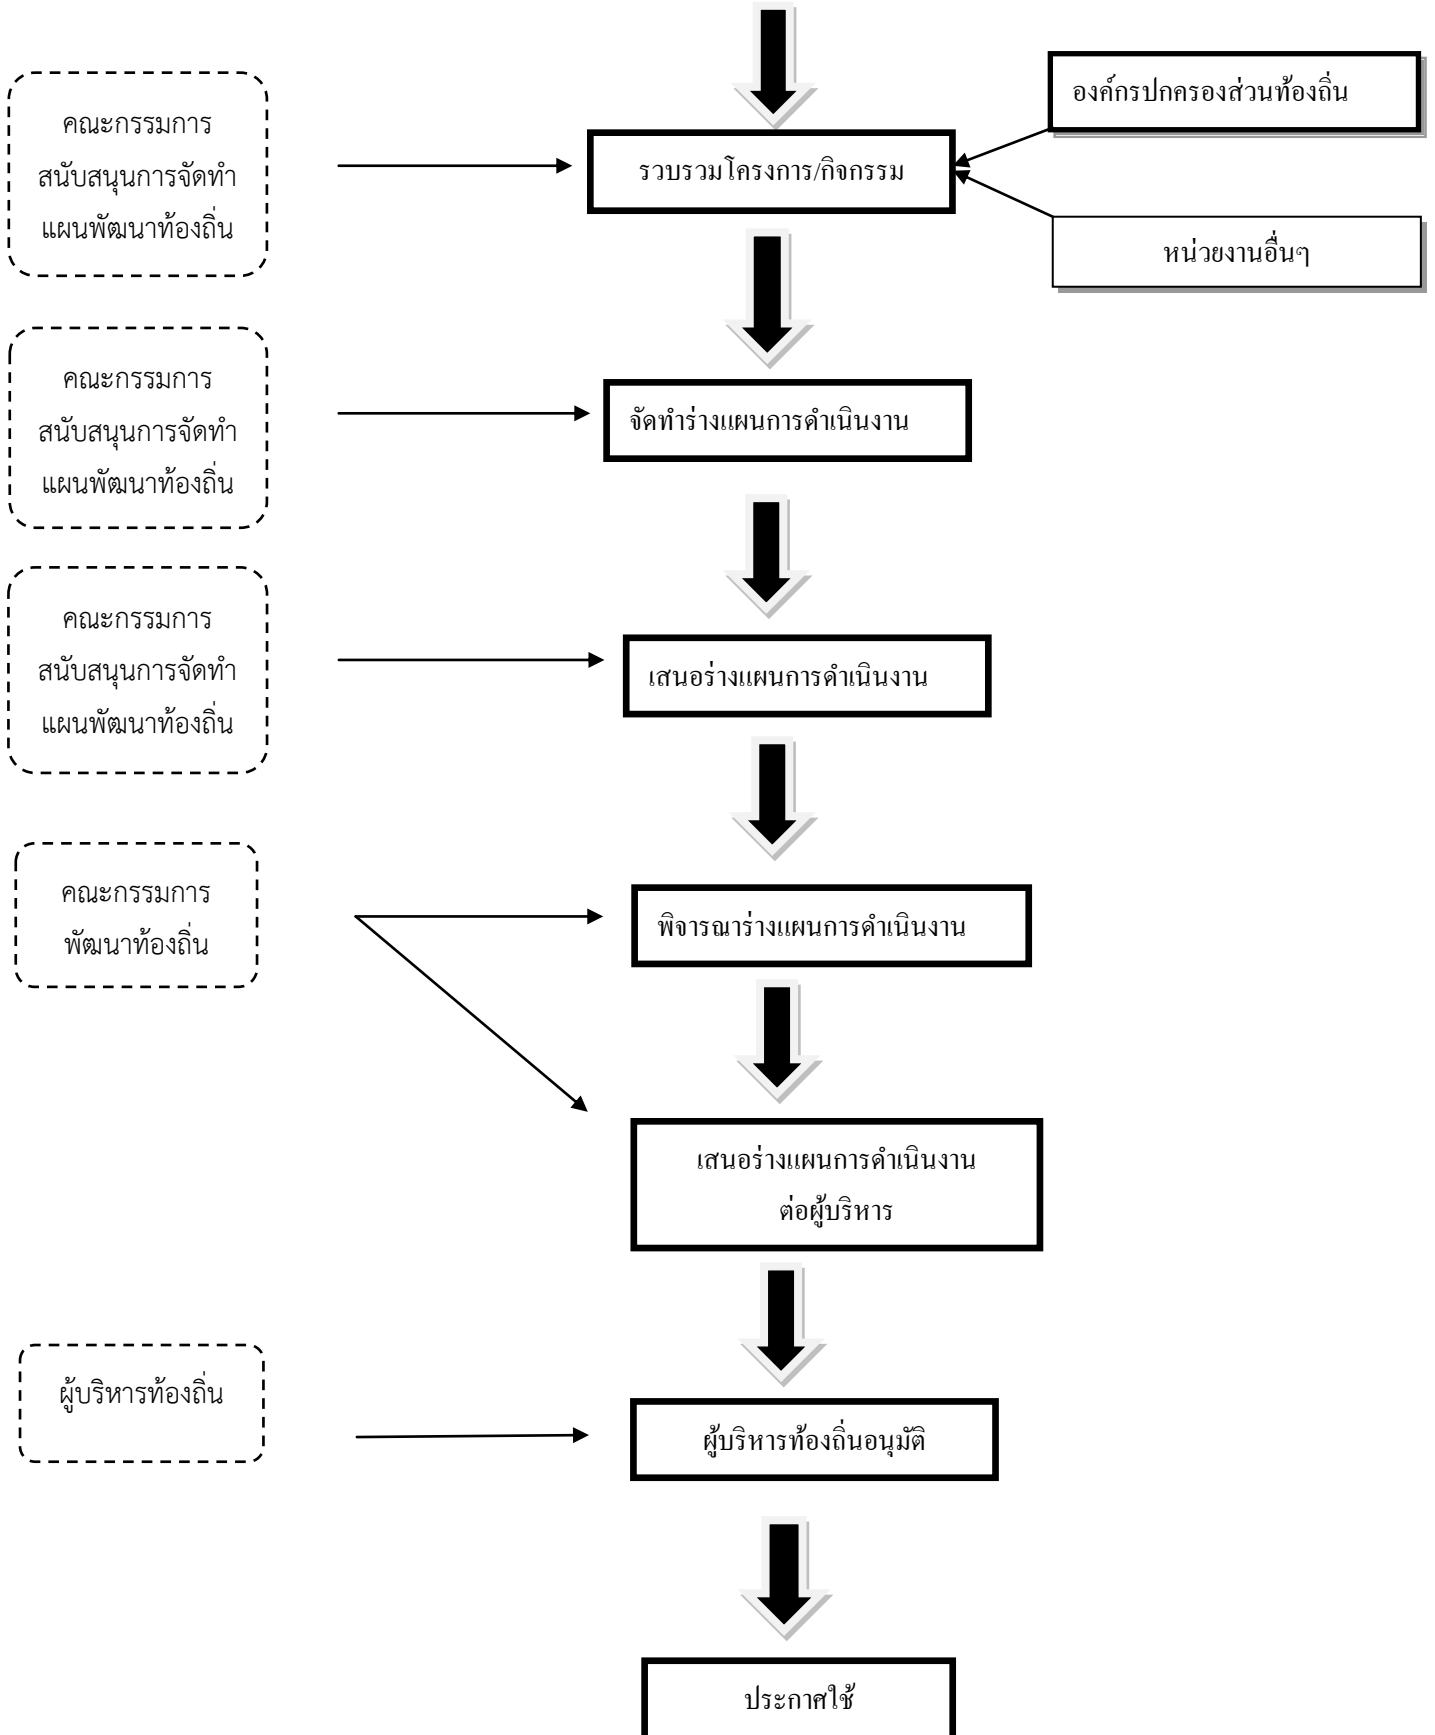 องค์กรปกครองส่วนท้องถิ่น
คณะกรรมการ
สนับสนุนการจัดทำ
แผนพัฒนาท้องถิ่น
รวบรวมโครงการ/กิจกรรม
หน่วยงานอื่นๆ
คณะกรรมการ
สนับสนุนการจัดทำ
แผนพัฒนาท้องถิ่น
จัดทำร่างแผนการดำเนินงาน
คณะกรรมการ
สนับสนุนการจัดทำ
แผนพัฒนาท้องถิ่น
เสนอร่างแผนการดำเนินงาน
คณะกรรมการ
พัฒนาท้องถิ่น
พิจารณาร่างแผนการดำเนินงาน
เสนอร่างแผนการดำเนินงาน
ต่อผู้บริหาร
ผู้บริหารท้องถิ่น
ผู้บริหารท้องถิ่นอนุมัติ
ประกาศใช้